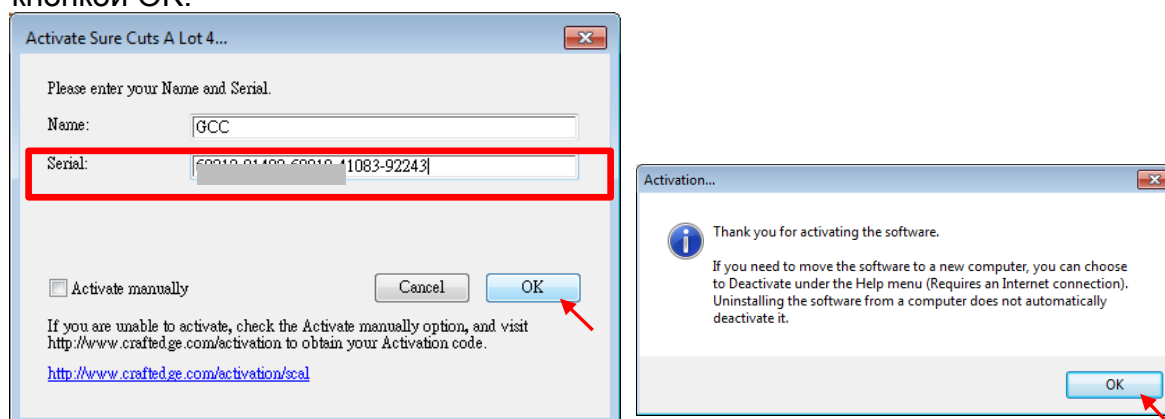 кнопкой ОК.
Activate Sure Cuts A Lot 4...
Please enter your Name and Serial.
Name: GCC
Serial: 1083-92243
Activate manually Cancel OK
If you are unable to activate, check the Activate manually option, and visit
http://www.craftedge.com/activation to obtain your Activation code.
http://www.craftedge.com/activation/scal
Activation...
Thank you for activating the software.
If you need to move the software to a new computer, you can choose
to Deactivate under the Help menu (Requires an Internet connection).
Uninstalling the software from a computer does not automatically
deactivate it.
OK